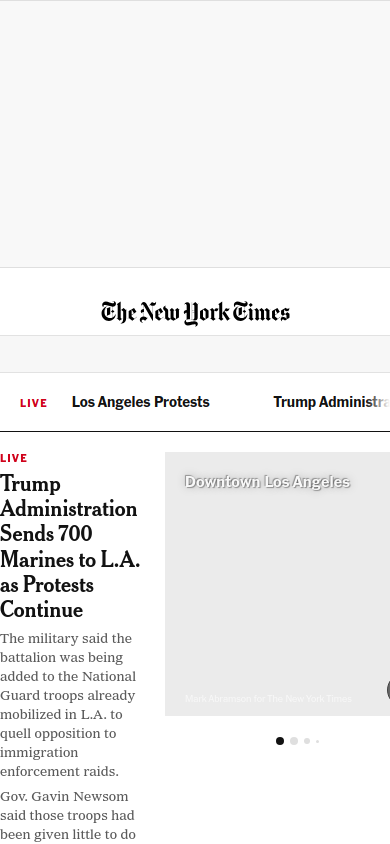 The New York Times
LIVE Los Angeles Protests Trump Administra
LIVE
Trump
Administration
Sends 700
Marines to L.A.
as Protests
Continue
The military said the
battalion was being
added to the National
Guard troops already
mobilized in L.A. to
quell opposition to
immigration
enforcement raids.
Gov. Gavin Newsom
said those troops had
been given little to do
Downtown Los Angeles
Mark Abramson for The New York Times